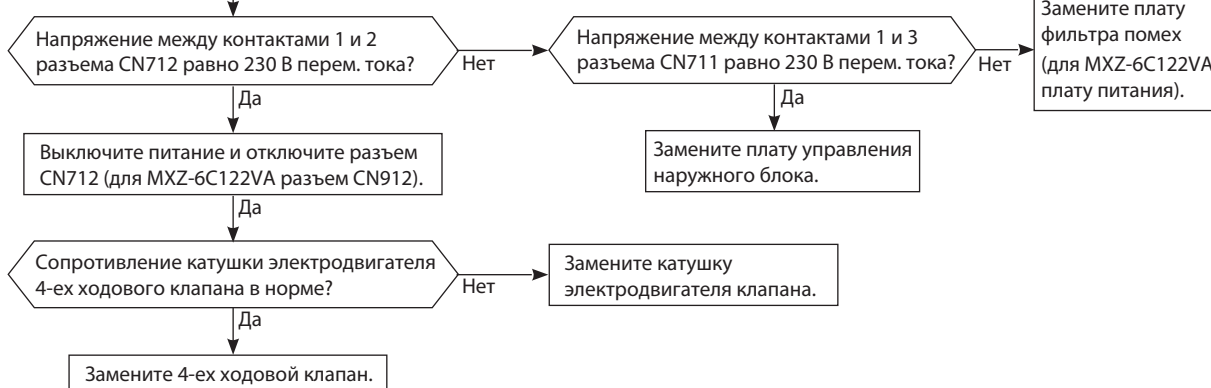 Напряжение между контактами 1 и 2
разъема CN712 равно 230 В перем. тока?
Нет
Напряжение между контактами 1 и 3
разъема CN711 равно 230 В перем. тока?
Нет
Замените плату
фильтра помех
(для MXZ-6C122VA
плату питания).
Да
Да
Выключите питание и отключите разъем
CN712 (для MXZ-6C122VA разъем CN912).
Замените плату управления
наружного блока.
Да
Сопротивление катушки электродвигателя
4-ех ходового клапана в норме?
Нет
Замените катушку
электродвигателя клапана.
Да
Замените 4-ех ходовой клапан.